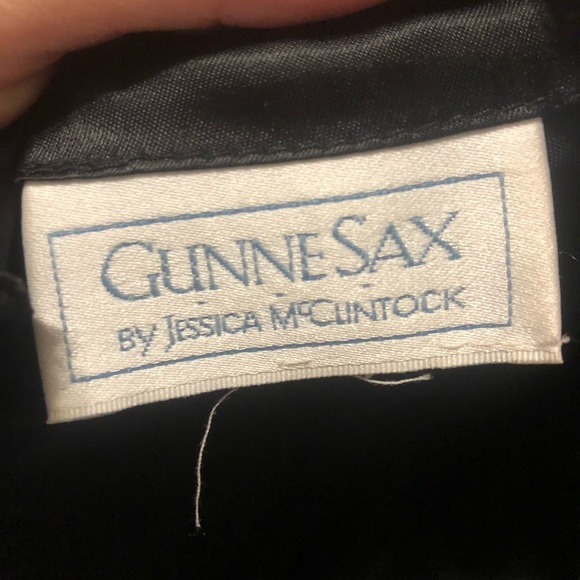 GUNNE SAX
BY JESSICA McCLINTOCK